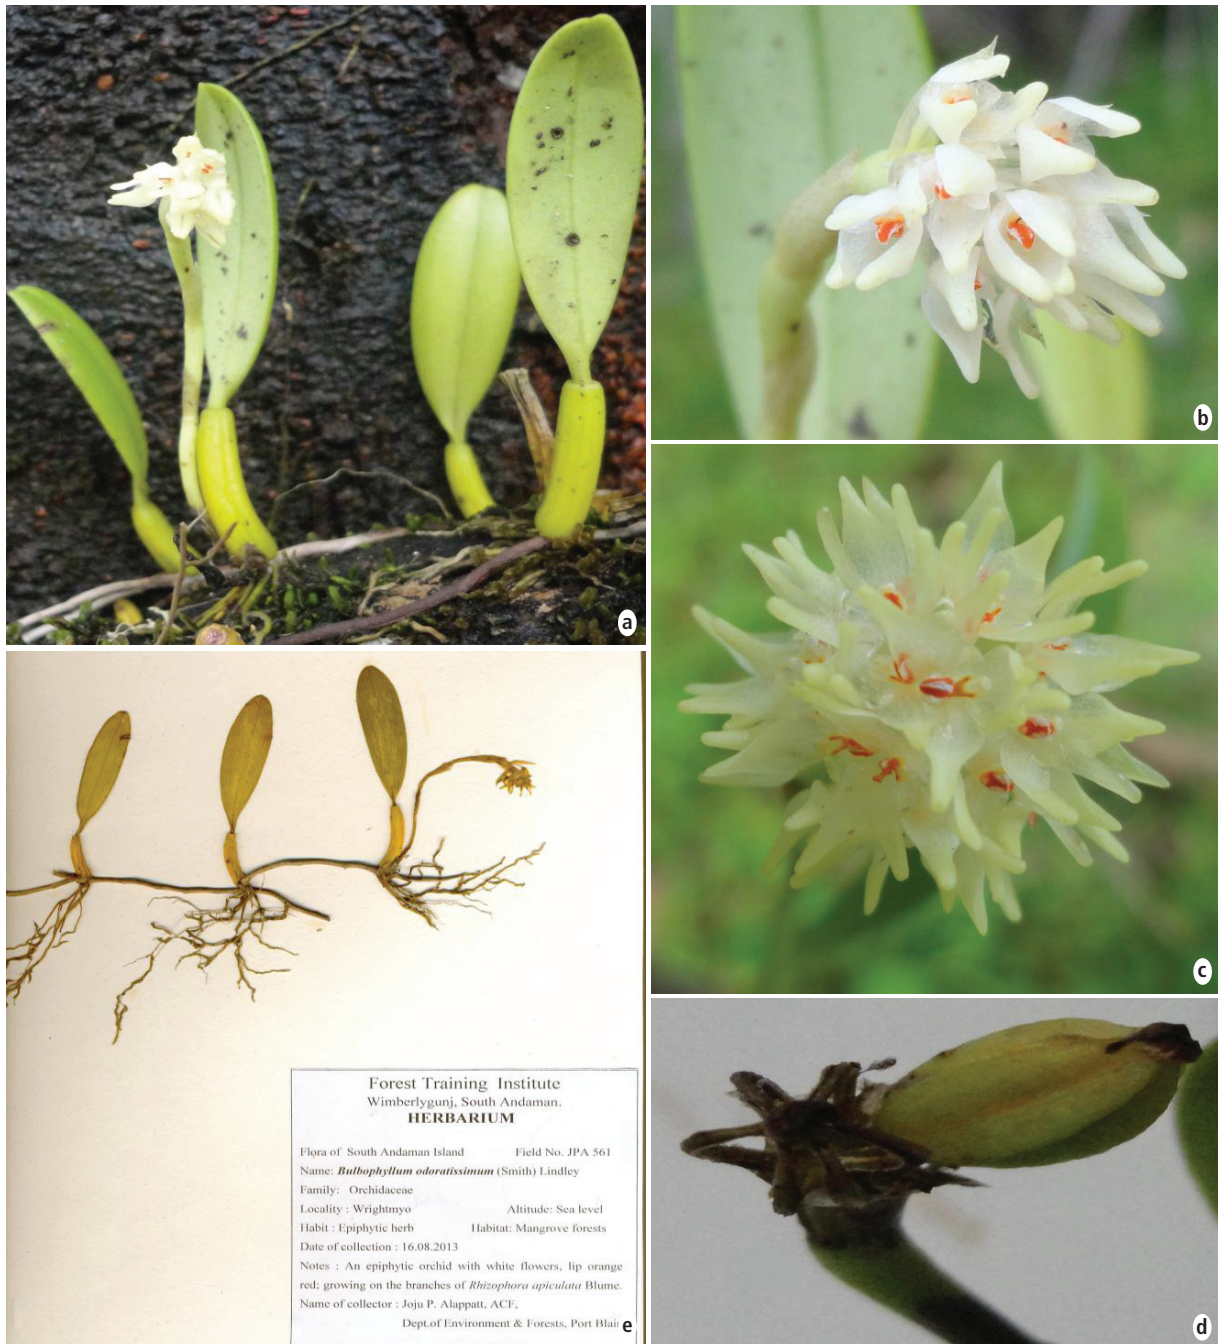 a
b
c
Forest Training Institute
Wimberlygunj, South Andaman.
HERBARIUM
Flora of South Andaman Island Field No. JPA 561
Name: Bulbophyllum odoratissimum (Smith) Lindley
Family: Orchidaceae
Locality : Wrightmyo Altitude: Sea level
Habit : Epiphytic herb Habitat: Mangrove forests
Date of collection : 16.08.2013
Notes : An epiphytic orchid with white flowers, lip orange
red; growing on the branches of Rhizophora apiculata Blume.
Name of collector : Joju P. Alappatt, ACF,
Dept.of Environment & Forests, Port Blair
e
d